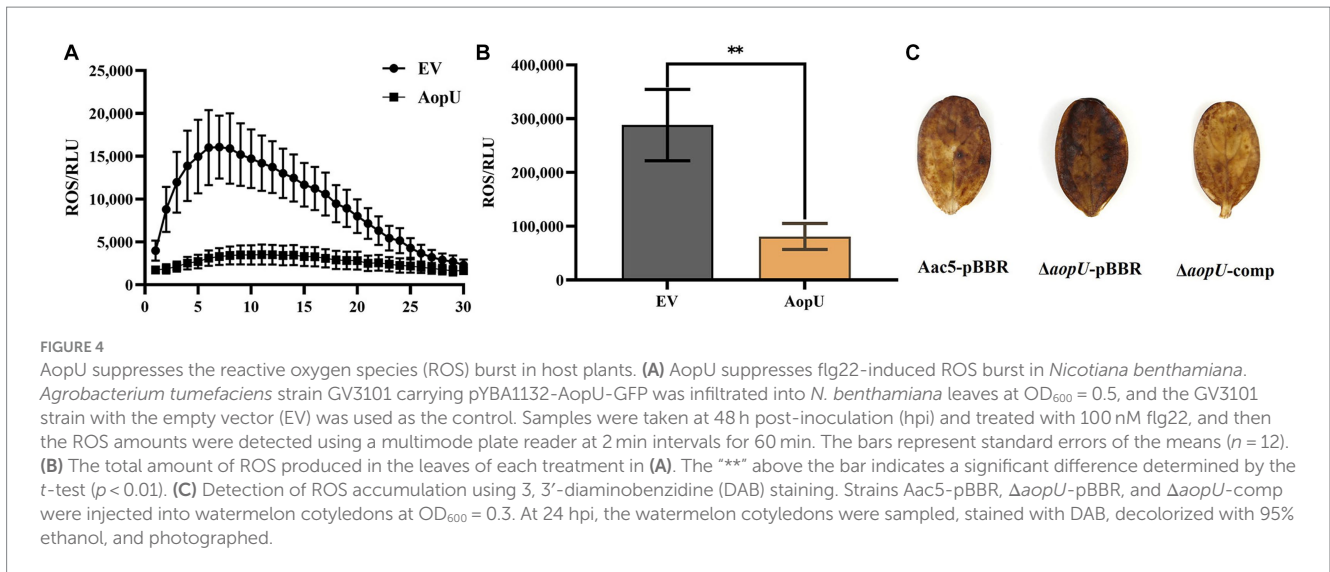 A
EV
AopU
25,000
20,000
15,000
10,000
5,000
0
ROS/RLU
0 5 10 15 20 25 30
B
**
400,000
300,000
200,000
100,000
0
ROS/RLU
EV AopU
C
Aac5-pBBR ΔaopU-pBBR ΔaopU-comp
FIGURE 4
AopU suppresses the reactive oxygen species (ROS) burst in host plants. (A) AopU suppresses flg22-induced ROS burst in Nicotiana benthamiana.
Agrobacterium tumefaciens strain GV3101 carrying pYBA1132-AopU-GFP was infiltrated into N. benthamiana leaves at OD600 = 0.5, and the GV3101
strain with the empty vector (EV) was used as the control. Samples were taken at 48 h post-inoculation (hpi) and treated with 100 nM flg22, and then
the ROS amounts were detected using a multimode plate reader at 2 min intervals for 60 min. The bars represent standard errors of the means (n = 12).
(B) The total amount of ROS produced in the leaves of each treatment in (A). The "**" above the bar indicates a significant difference determined by the
t-test (p < 0.01). (C) Detection of ROS accumulation using 3, 3′-diaminobenzidine (DAB) staining. Strains Aac5-pBBR, ΔaopU-pBBR, and ΔaopU-comp
were injected into watermelon cotyledons at OD600 = 0.3. At 24 hpi, the watermelon cotyledons were sampled, stained with DAB, decolorized with 95%
ethanol, and photographed.